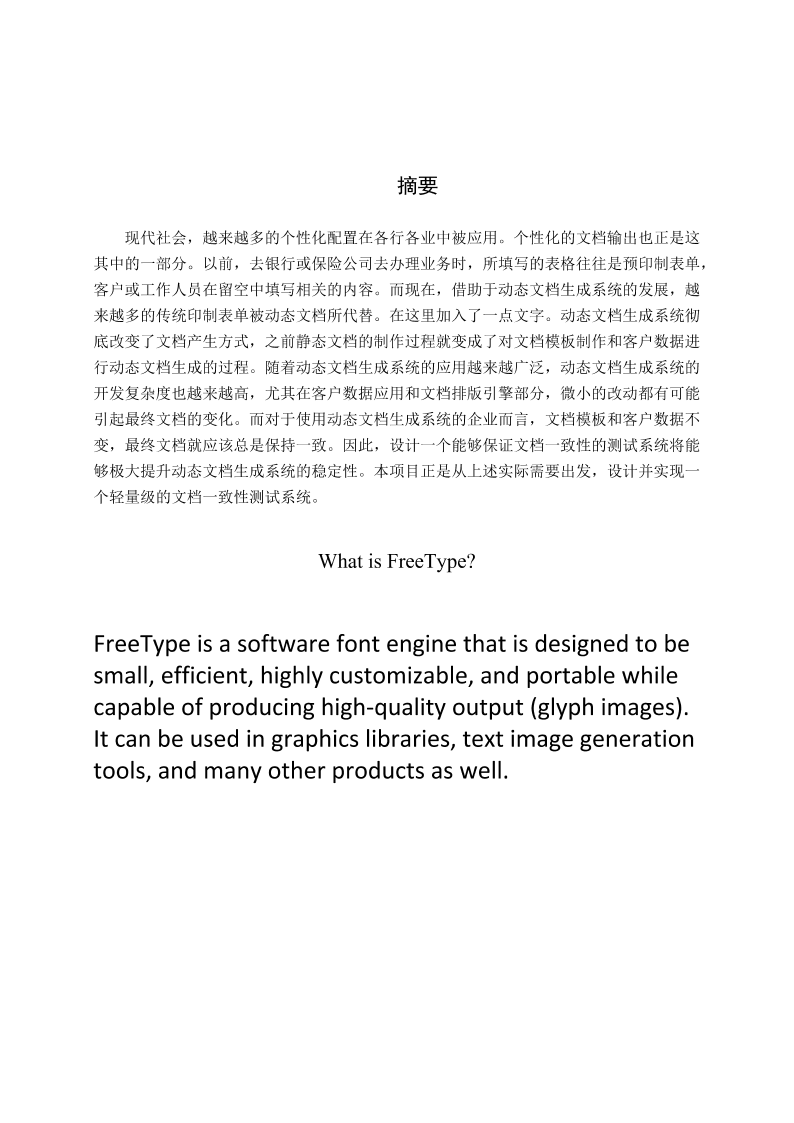 摘要
现代社会，越来越多的个性化配置在各行各业中被应用。个性化的文档输出也正是这
其中的一部分。以前，去银行或保险公司去办理业务时，所填写的表格往往是预印制表单，
客户或工作人员在留空中填写相关的内容。而现在，借助于动态文档生成系统的发展，越
来越多的传统印制表单被动态文档所代替。在这里加入了一点文字。动态文档生成系统彻
底改变了文档产生方式，之前静态文档的制作过程就变成了对文档模板制作和客户数据进
行动态文档生成的过程。随着动态文档生成系统的应用越来越广泛，动态文档生成系统的
开发复杂度也越来越高，尤其在客户数据应用和文档排版引擎部分，微小的改动都有可能
引起最终文档的变化。而对于使用动态文档生成系统的企业而言，文档模板和客户数据不
变，最终文档就应该总是保持一致。因此，设计一个能够保证文档一致性的测试系统将能
够极大提升动态文档生成系统的稳定性。本项目正是从上述实际需要出发，设计并实现一
个轻量级的文档一致性测试系统。
What is FreeType?
FreeType is a software font engine that is designed to be
small, efficient, highly customizable, and portable while
capable of producing high-quality output (glyph images).
It can be used in graphics libraries, text image generation
tools, and many other products as well.